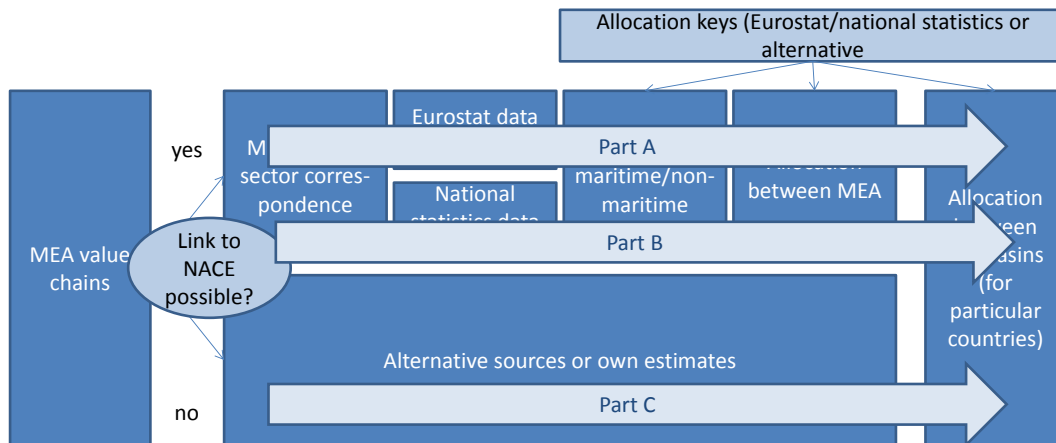 Allocation keys (Eurostat/national statistics or
alternative
MEA value
chains
yes
Link to
NACE
possible?
no
sector corres-
pondence
Eurostat data
National
statistics data
maritime/non-
maritime
between MEA
Allocation
(for
particular
countries)
Part A
Part B
Alternative sources or own estimates
Part C